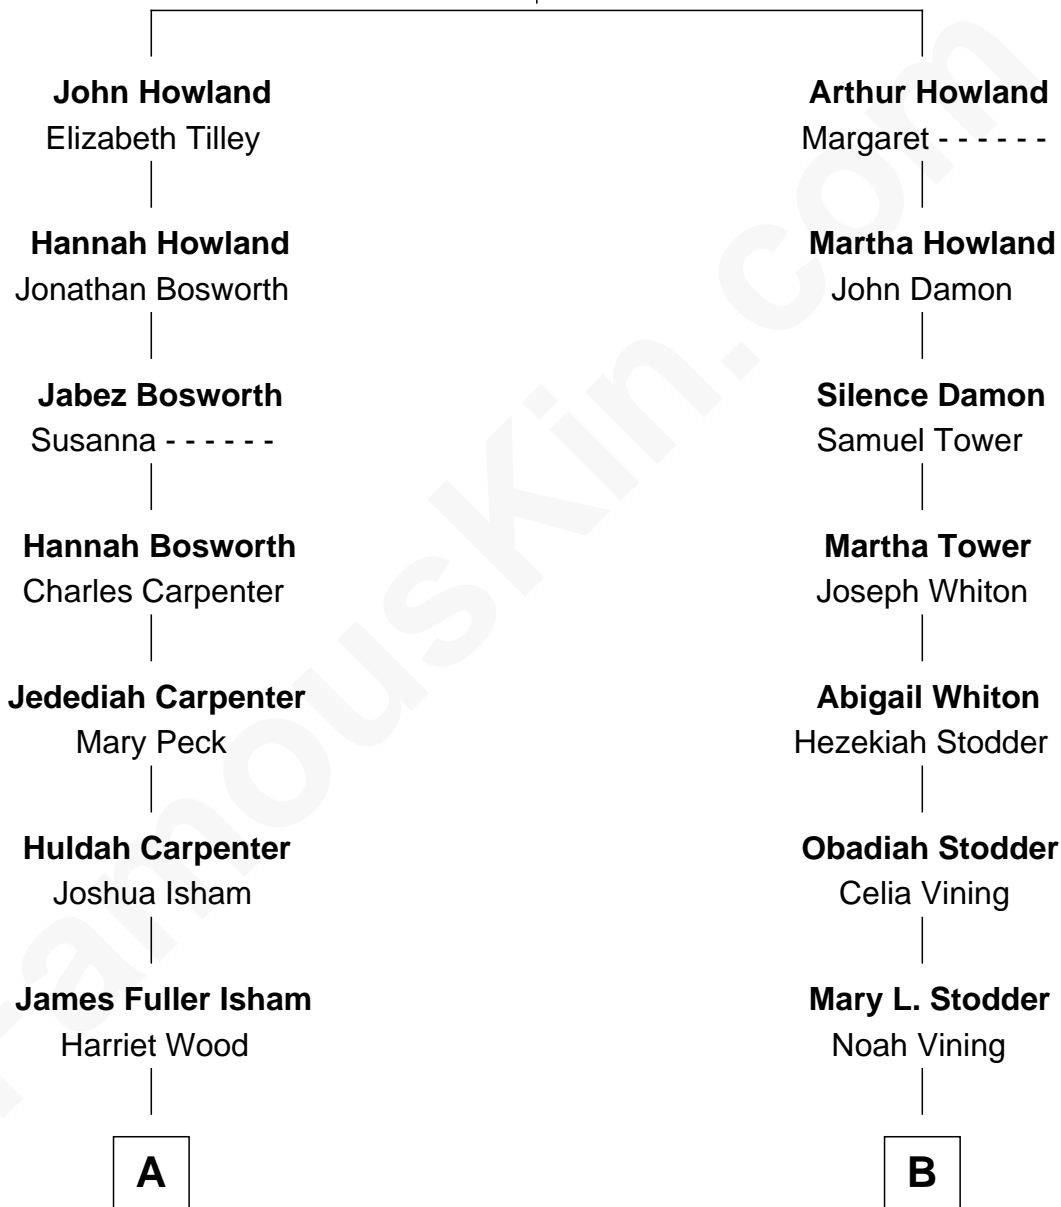 John Howland
Elizabeth Tilley
Arthur Howland
Margaret - - - - - -
Hannah Howland
Jonathan Bosworth
Martha Howland
John Damon
Jabez Bosworth
Susanna - - - - - -
Silence Damon
Samuel Tower
Hannah Bosworth
Charles Carpenter
Martha Tower
Joseph Whiton
Jedediah Carpenter
Mary Peck
Abigail Whiton
Hezekiah Stodder
Huldah Carpenter
Joshua Isham
Obadiah Stodder
Celia Vining
James Fuller Isham
Harriet Wood
Mary L. Stodder
Noah Vining
A
B
FamousKin.com